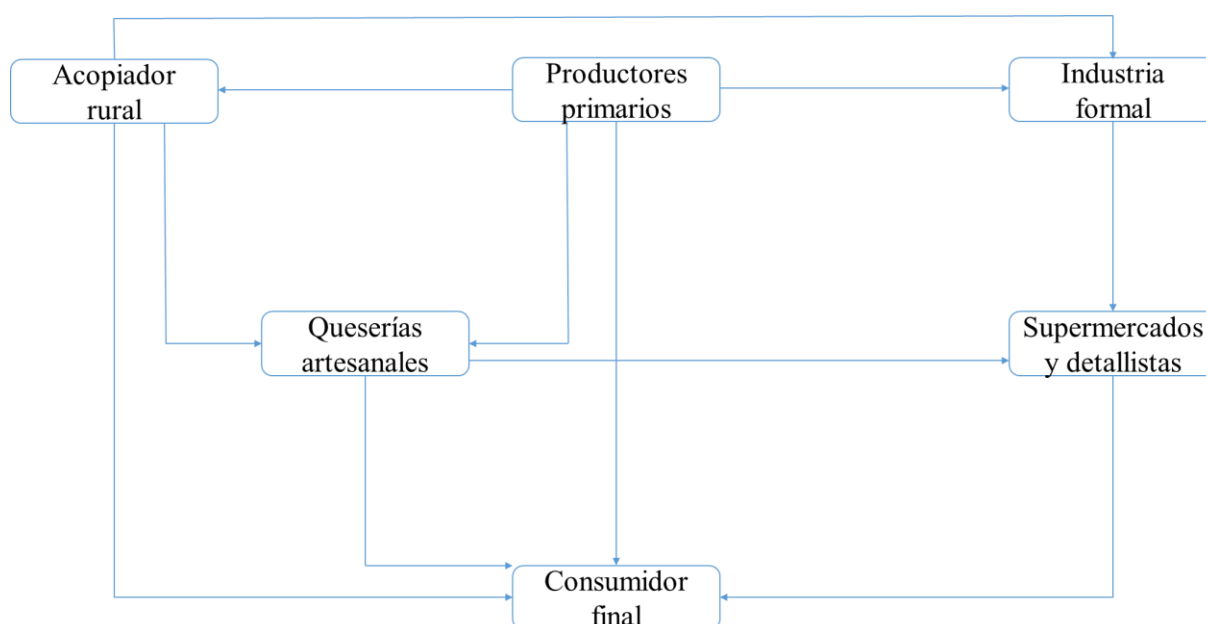 Acopiador
rural
Productores
primarios
Industria
formal
Queserías
artesanales
Supermercados
y detallistas
Consumidor
final